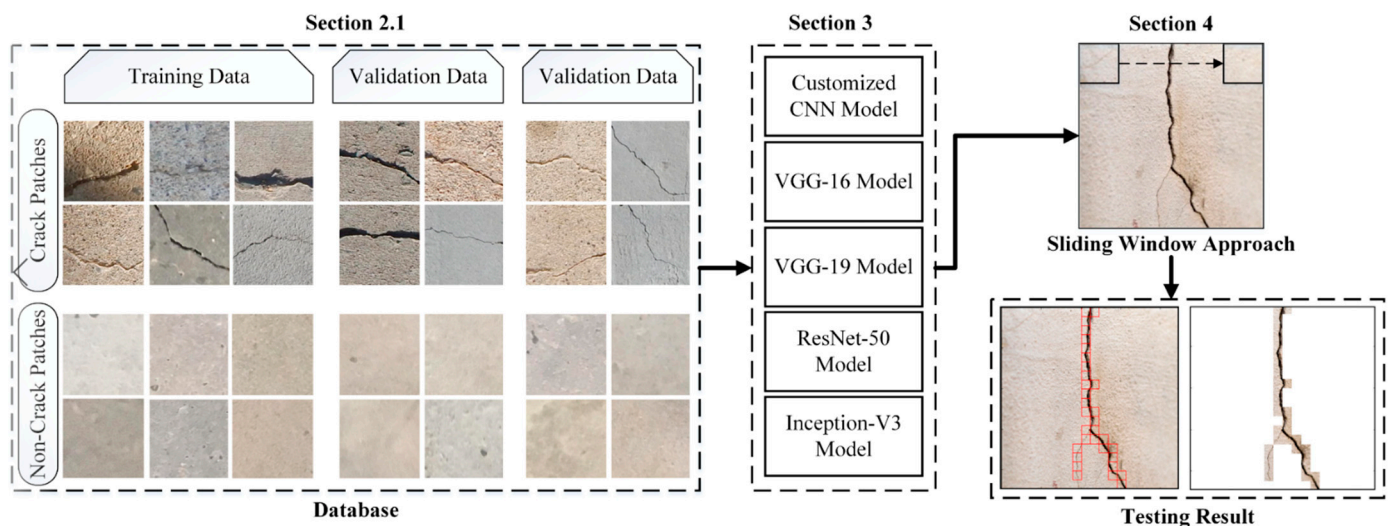 Section 2.1
Training Data
Validation Data
Validation Data
Crack Patches
Non-Crack Patches
Database
Section 3
Customized
CNN Model
VGG-16 Model
VGG-19 Model
ResNet-50
Model
Inception-V3
Model
Section 4
Sliding Window Approach
Testing Result